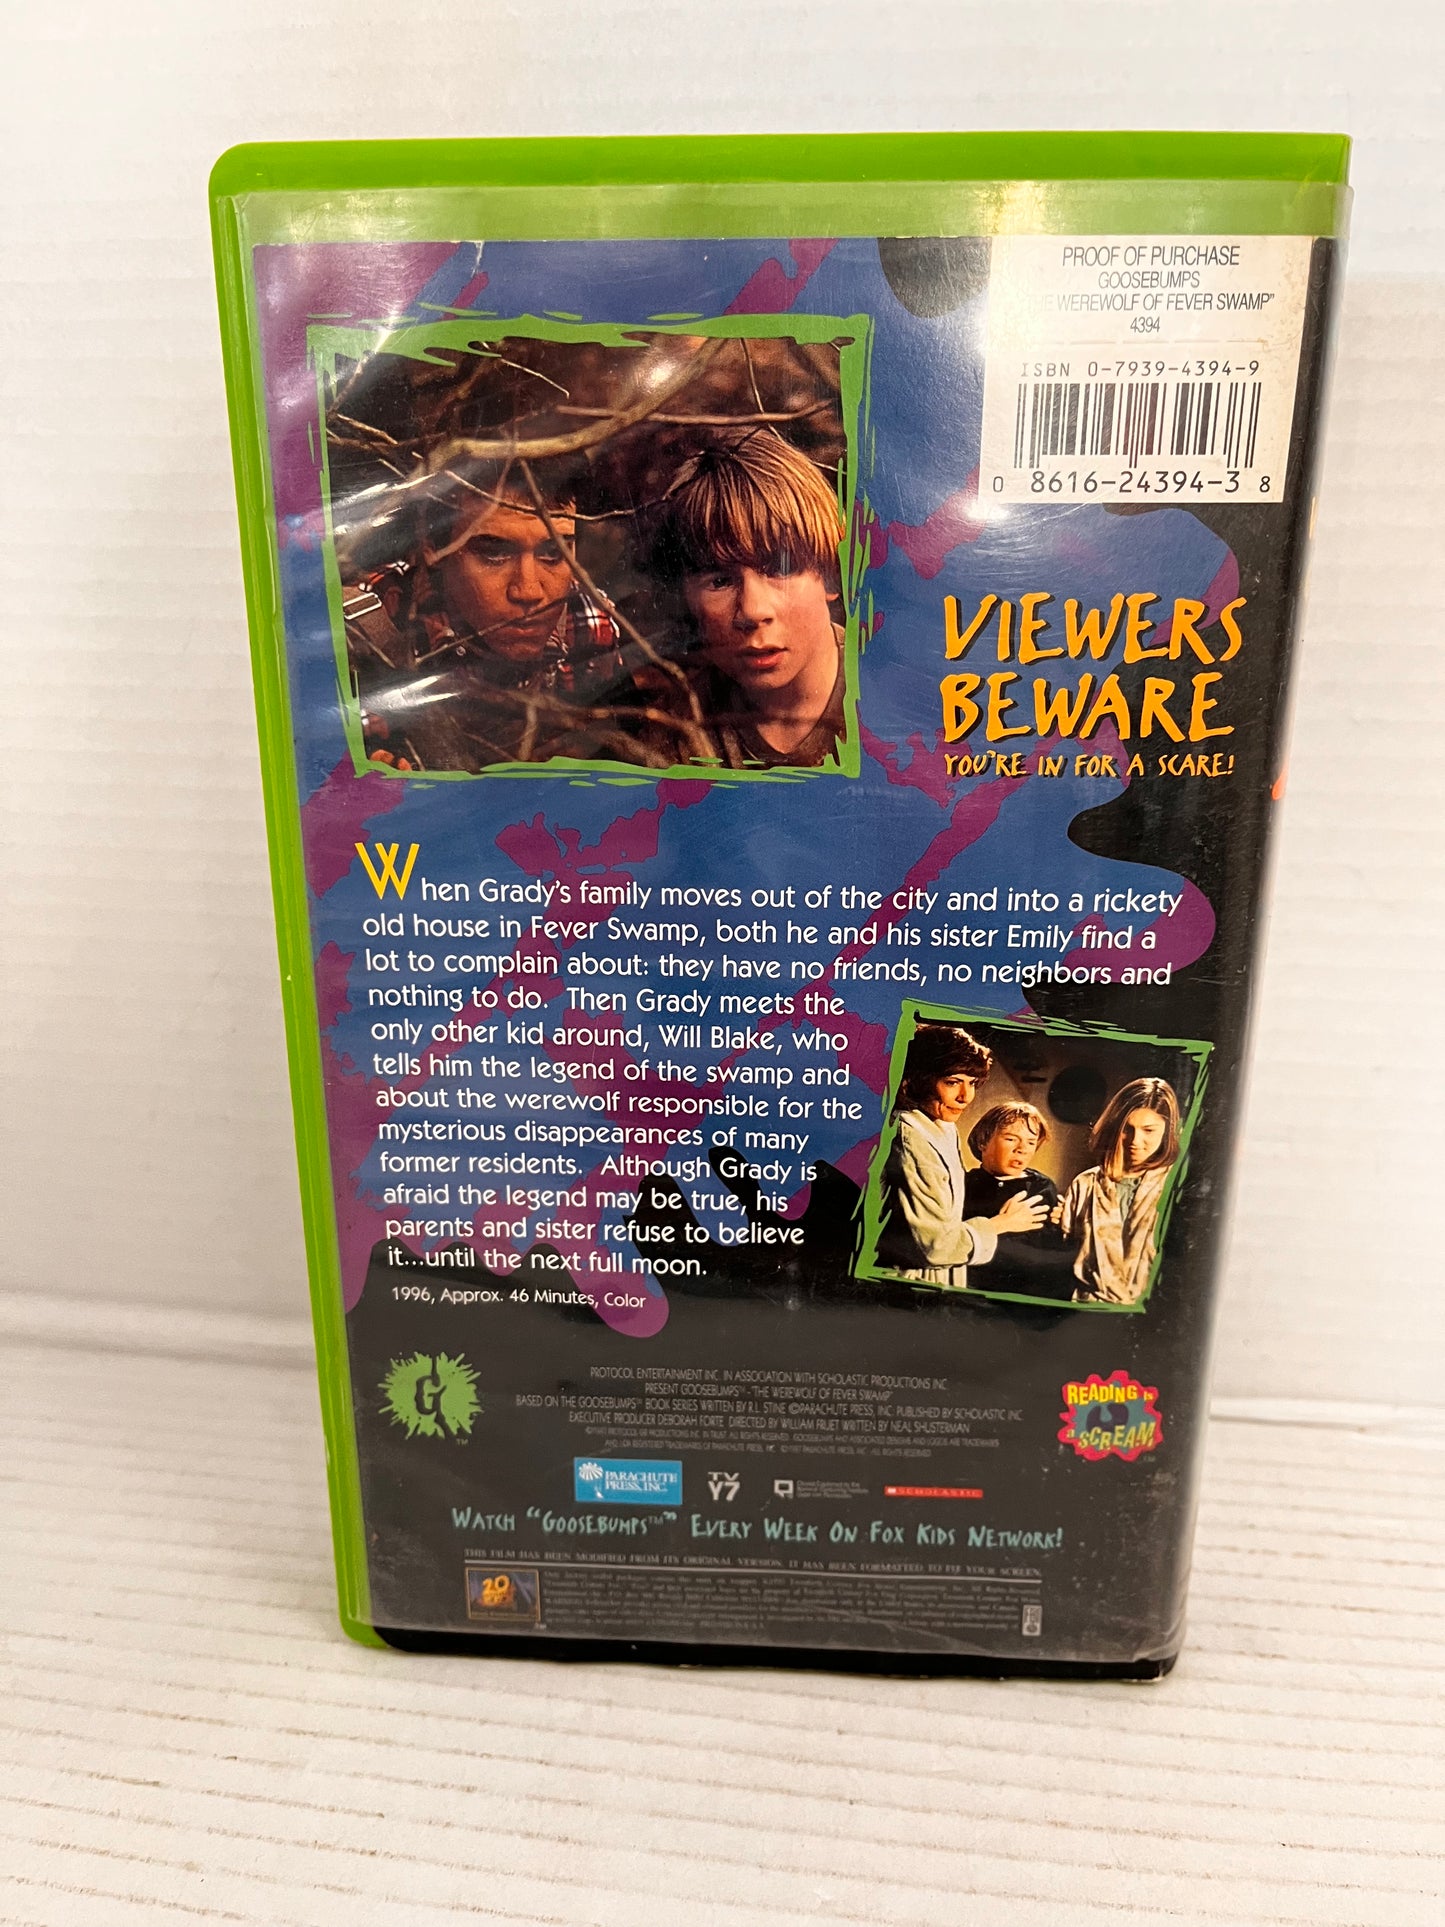 PROOF OF PURCHASE
GOOSEBUMPS
WEREWOLF OF FEVER SWAMP"
4394
ISBN 0-7939-4394-9
0 8616-24394-3 8
VIEWERS
BEWARE
YOU'RE IN FOR A SCARE!
When Grady's family moves out of the city and into a rickety
old house in Fever Swamp, both he and his sister Emily find a
lot to complain about: they have no friends, no neighbors and
nothing to do. Then Grady meets the
only other kid around, Will Blake, who
tells him the legend of the swamp and
about the werewolf responsible for the
mysterious disappearances of many
former residents. Although Grady is
afraid the legend may be true, his
parents and sister refuse to believe
it...until the next full moon.
1996, Approx. 46 Minutes, Color
G
TM
PROTOCOL ENTERTAINMENT INC. IN ASSOCIATION WITH SCHOLASTIC PRODUCTIONS INC.
PRESENT GOOSEBUMPS™ "THE WEREWOLF OF FEVER SWAMP"
BASED ON THE GOOSEBUMPS™ BOOK SERIES WRITTEN BY R.L. STINE ©PARACHUTE PRESS, INC. PUBLISHED BY SCHOLASTIC INC.
EXECUTIVE PRODUCER DEBORAH FORTE DIRECTED BY WILLIAM FRUET WRITTEN BY NEAL SHUSTERMAN
READING is
a SCREAM!
PARACHUTE
PRESS, INC.
TV
Y7
SCHOLASTIC
WATCH "GOOSEBUMPS™" EVERY WEEK ON FOX KIDS NETWORK!
THIS FILM HAS BEEN MODIFIED FROM ITS ORIGINAL VERSION. IT HAS BEEN FORMATTED TO FIT YOUR SCREEN.
20